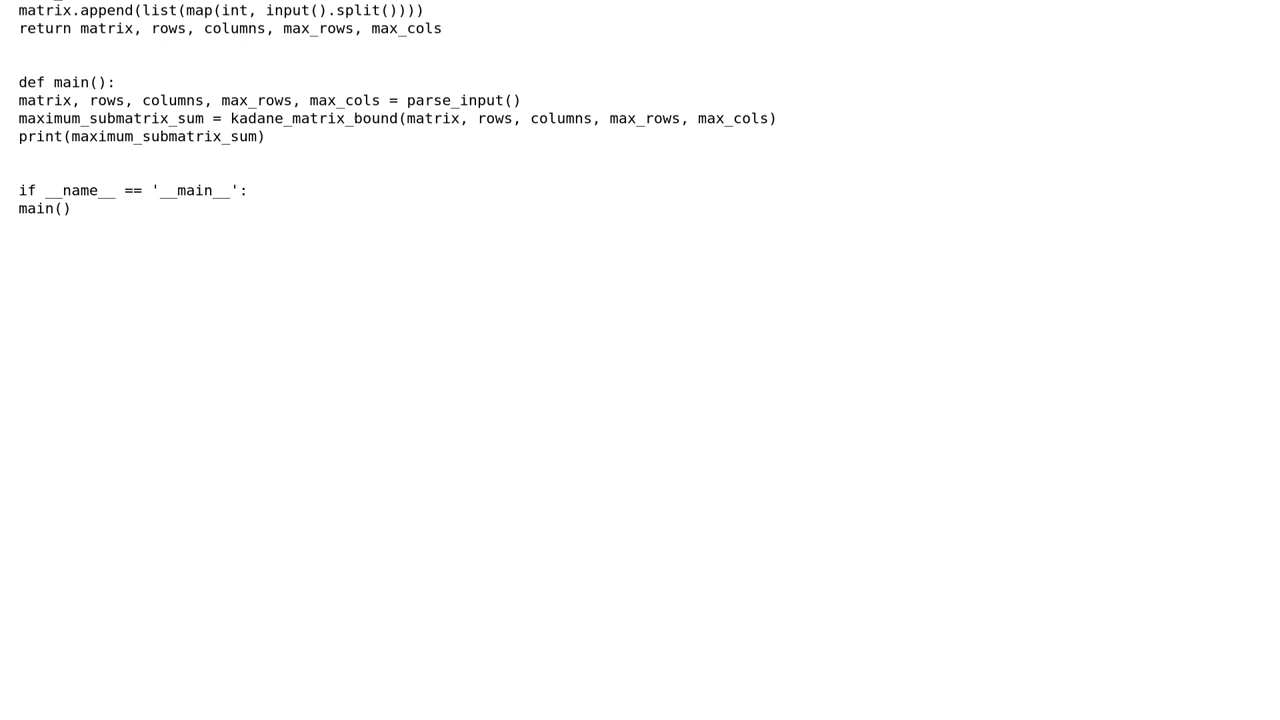 matrix.append(list(map(int, input().split())))
return matrix, rows, columns, max_rows, max_cols
def main():
matrix, rows, columns, max_rows, max_cols = parse_input()
maximum_submatrix_sum = kadane_matrix_bound(matrix, rows, columns, max_rows, max_cols)
print(maximum_submatrix_sum)
if __name__ == '__main__':
main()